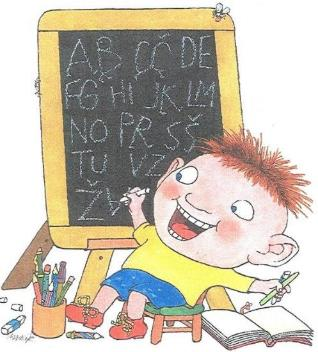 AB CČ DE
FG HI JK LM
NO PR SŠ
TU VZ
Ž